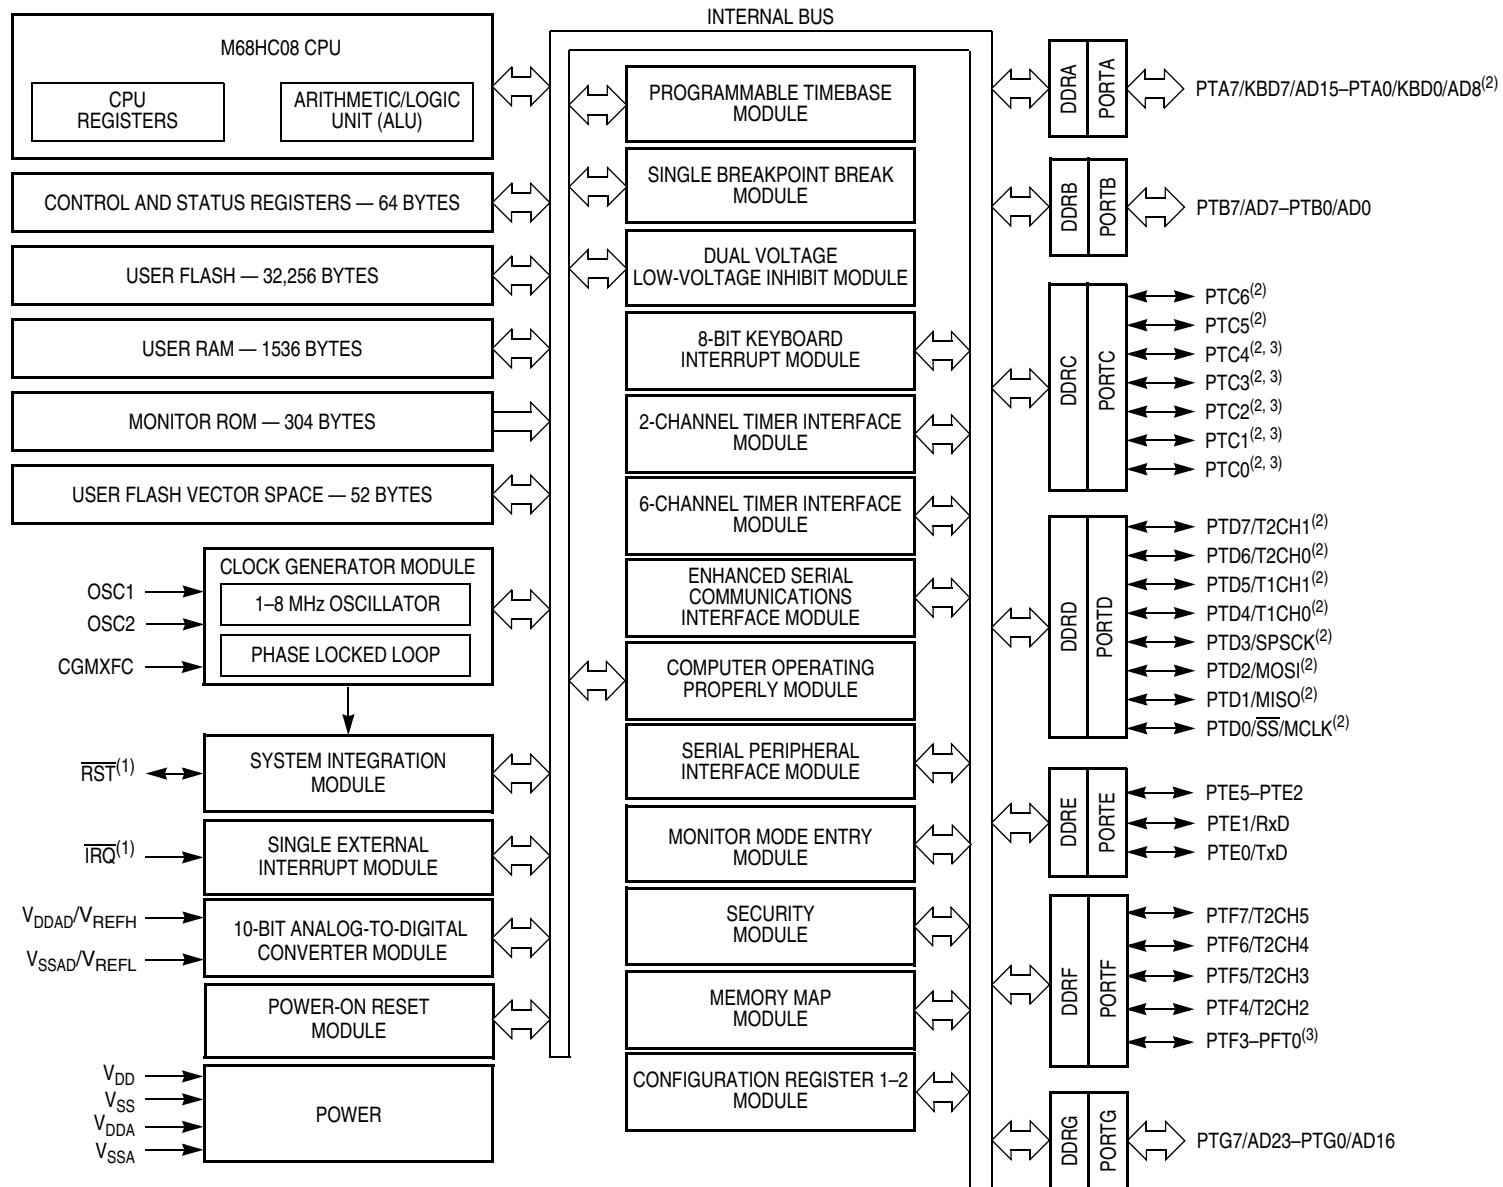 INTERNAL BUS
M68HC08 CPU
CPU
REGISTERS
ARITHMETIC/LOGIC
UNIT (ALU)
CONTROL AND STATUS REGISTERS — 64 BYTES
USER FLASH — 32,256 BYTES
USER RAM — 1536 BYTES
MONITOR ROM — 304 BYTES
USER FLASH VECTOR SPACE — 52 BYTES
CLOCK GENERATOR MODULE
1–8 MHz OSCILLATOR
PHASE LOCKED LOOP
OSC1
OSC2
CGMXFC
SYSTEM INTEGRATION
MODULE
RST(1)
SINGLE EXTERNAL
INTERRUPT MODULE
IRQ(1)
10-BIT ANALOG-TO-DIGITAL
CONVERTER MODULE
VDDAD/VREFH
VSSAD/VREFL
POWER-ON RESET
MODULE
POWER
VDD
VSS
VDDA
VSSA
PROGRAMMABLE TIMEBASE
MODULE
SINGLE BREAKPOINT BREAK
MODULE
DUAL VOLTAGE
LOW-VOLTAGE INHIBIT MODULE
8-BIT KEYBOARD
INTERRUPT MODULE
2-CHANNEL TIMER INTERFACE
MODULE
6-CHANNEL TIMER INTERFACE
MODULE
ENHANCED SERIAL
COMMUNICATIONS
INTERFACE MODULE
COMPUTER OPERATING
PROPERLY MODULE
SERIAL PERIPHERAL
INTERFACE MODULE
MONITOR MODE ENTRY
MODULE
SECURITY
MODULE
MEMORY MAP
MODULE
CONFIGURATION REGISTER 1–2
MODULE
DDRA
PORTA
PTA7/KBD7/AD15–PTA0/KBD0/AD8(2)
DDRB
PORTB
PTB7/AD7–PTB0/AD0
DDRC
PORTC
PTC6(2)
PTC5(2)
PTC4(2, 3)
PTC3(2, 3)
PTC2(2, 3)
PTC1(2, 3)
PTC0(2, 3)
DDRD
PORTD
PTD7/T2CH1(2)
PTD6/T2CH0(2)
PTD5/T1CH1(2)
PTD4/T1CH0(2)
PTD3/SPSCK(2)
PTD2/MOSI(2)
PTD1/MISO(2)
PTD0/SS/MCLK(2)
DDRE
PORTE
PTE5–PTE2
PTE1/RxD
PTE0/TxD
DDRF
PORTF
PTF7/T2CH5
PTF6/T2CH4
PTF5/T2CH3
PTF4/T2CH2
PTF3–PFT0(3)
DDRG
PORTG
PTG7/AD23–PTG0/AD16